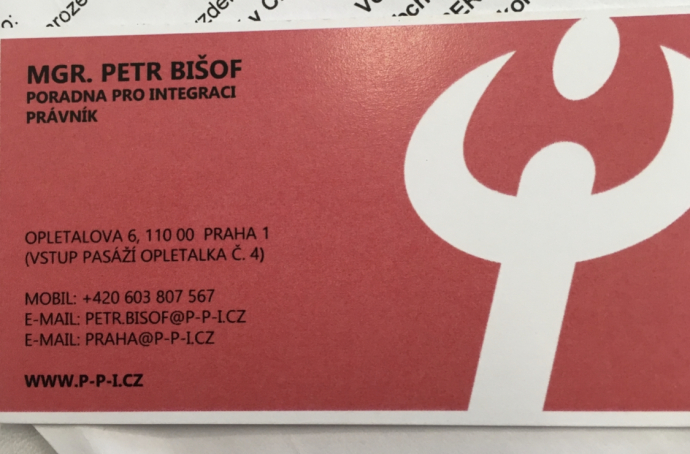 MGR. PETR BIŠOF
PORADNA PRO INTEGRACI
PRÁVNÍK
OPLETALOVA 6, 110 00 PRAHA 1
(VSTUP PASÁŽÍ OPLETALKA Č. 4)
MOBIL: +420 603 807 567
E-MAIL: PETR.BISOF@P-P-I.CZ
E-MAIL: PRAHA@P-P-I.CZ
WWW.P-P-I.CZ